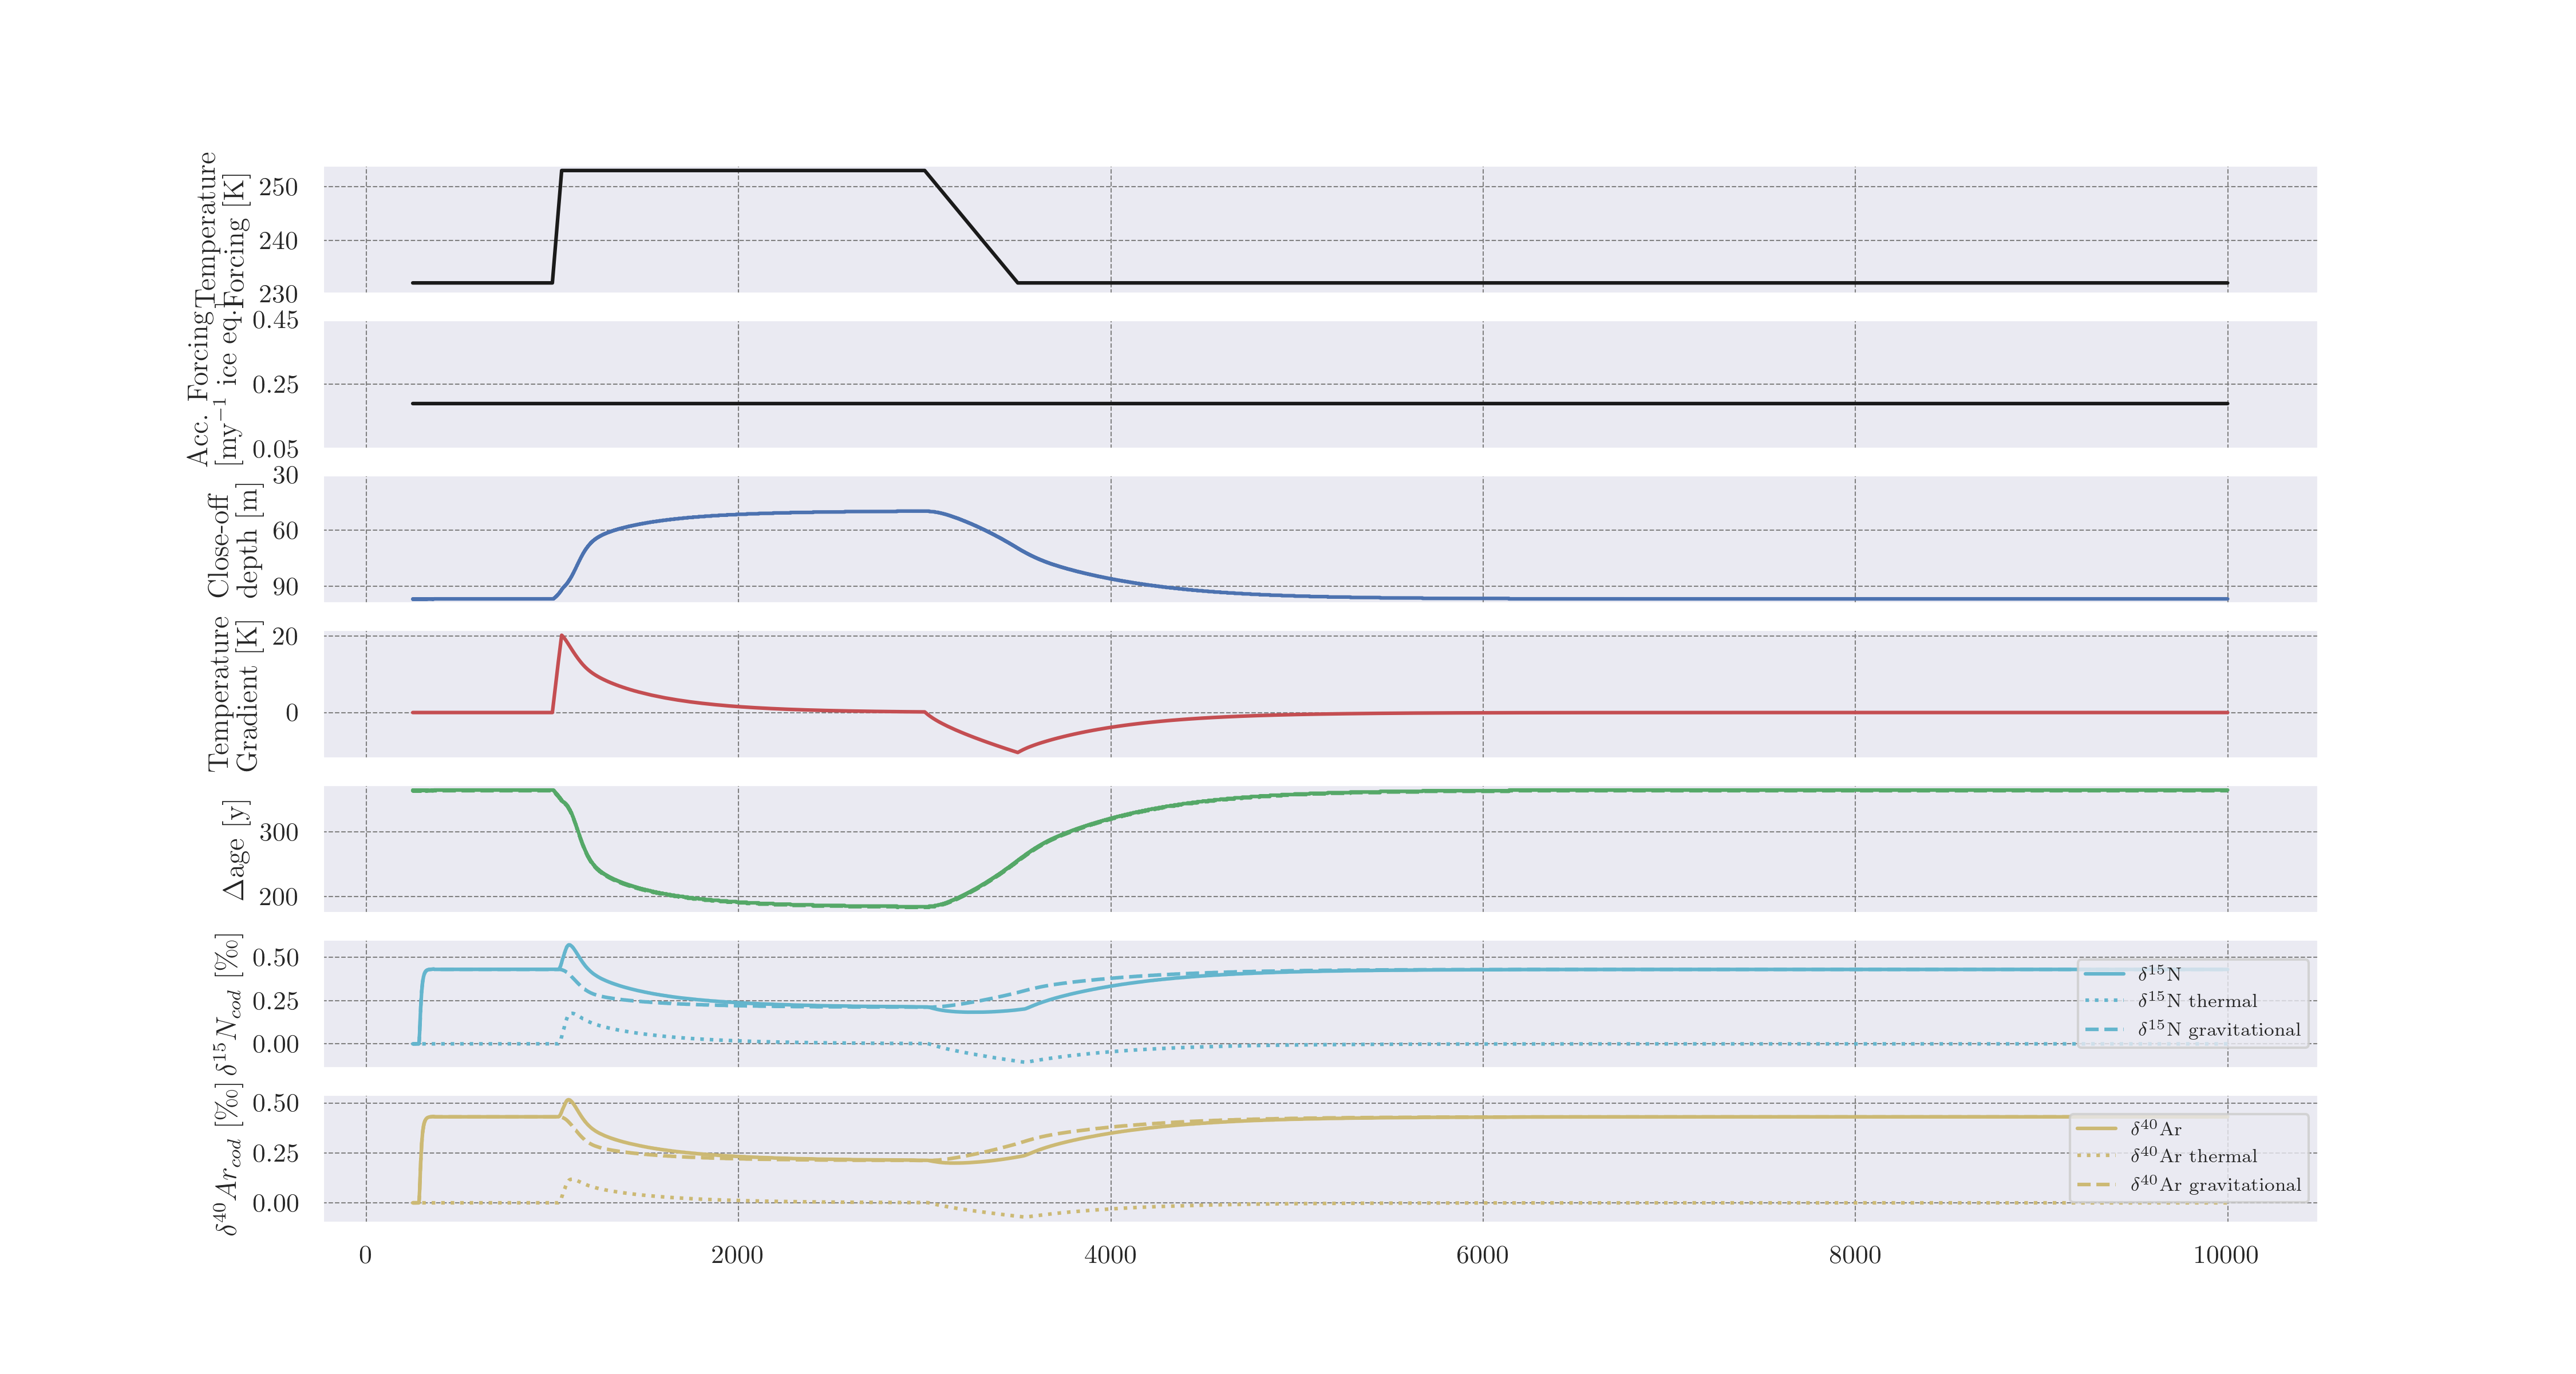 Temperature
Forcing [K]
250
240
230
Acc. Forcing
[my⁻¹ ice eq.]
0.45
0.25
0.05
Close-off
depth [m]
30
60
90
Temperature
Gradient [K]
20
0
Δage [y]
300
200
δ¹⁵N_cod [‰]
0.50
0.25
0.00
δ¹⁵N
δ¹⁵N thermal
δ¹⁵N gravitational
δ⁴⁰Ar_cod [‰]
0.50
0.25
0.00
δ⁴⁰Ar
δ⁴⁰Ar thermal
δ⁴⁰Ar gravitational
0 2000 4000 6000 8000 10000